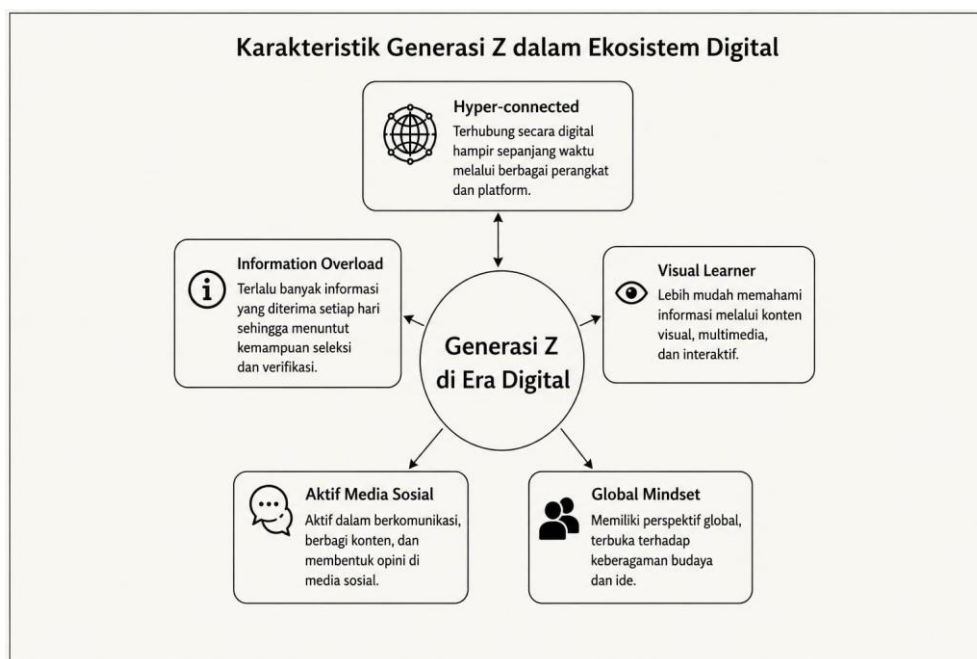 Karakteristik Generasi Z dalam Ekosistem Digital
Hyper-connected
Terhubung secara digital
hampir sepanjang waktu
melalui berbagai perangkat
dan platform.
Information Overload
Terlalu banyak informasi
yang diterima setiap hari
sehingga menuntut
kemampuan seleksi
dan verifikasi.
Visual Learner
Lebih mudah memahami
informasi melalui konten
visual, multimedia,
dan interaktif.
Generasi Z
di Era Digital
Aktif Media Sosial
Aktif dalam berkomunikasi,
berbagi konten, dan
membentuk opini di
media sosial.
Global Mindset
Memiliki perspektif global,
terbuka terhadap
keberagaman budaya
dan ide.